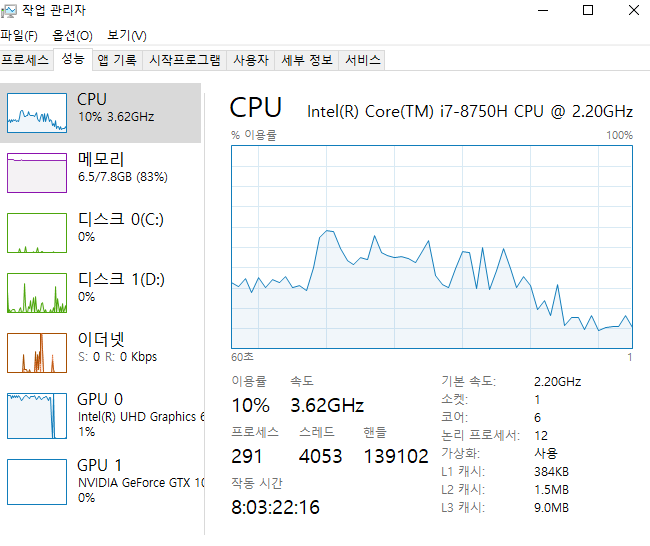 작업 관리자
파일(F) 옵션(O) 보기(V)
프로세스 성능 앱 기록 시작프로그램 사용자 세부 정보 서비스
CPU
10% 3.62GHz
메모리
6.5/7.8GB (83%)
디스크 0(C:)
0%
디스크 1(D:)
0%
이더넷
S: 0 R: 0 Kbps
GPU 0
Intel(R) UHD Graphics 6
1%
GPU 1
NVIDIA GeForce GTX 10
0%
CPU Intel(R) Core(TM) i7-8750H CPU @ 2.20GHz
% 이용률 100%
60초 1
이용률 속도
10% 3.62GHz
프로세스 스레드 핸들
291 4053 139102
작동 시간
8:03:22:16
기본 속도: 2.20GHz
소켓: 1
코어: 6
논리 프로세서: 12
가상화: 사용
L1 캐시: 384KB
L2 캐시: 1.5MB
L3 캐시: 9.0MB